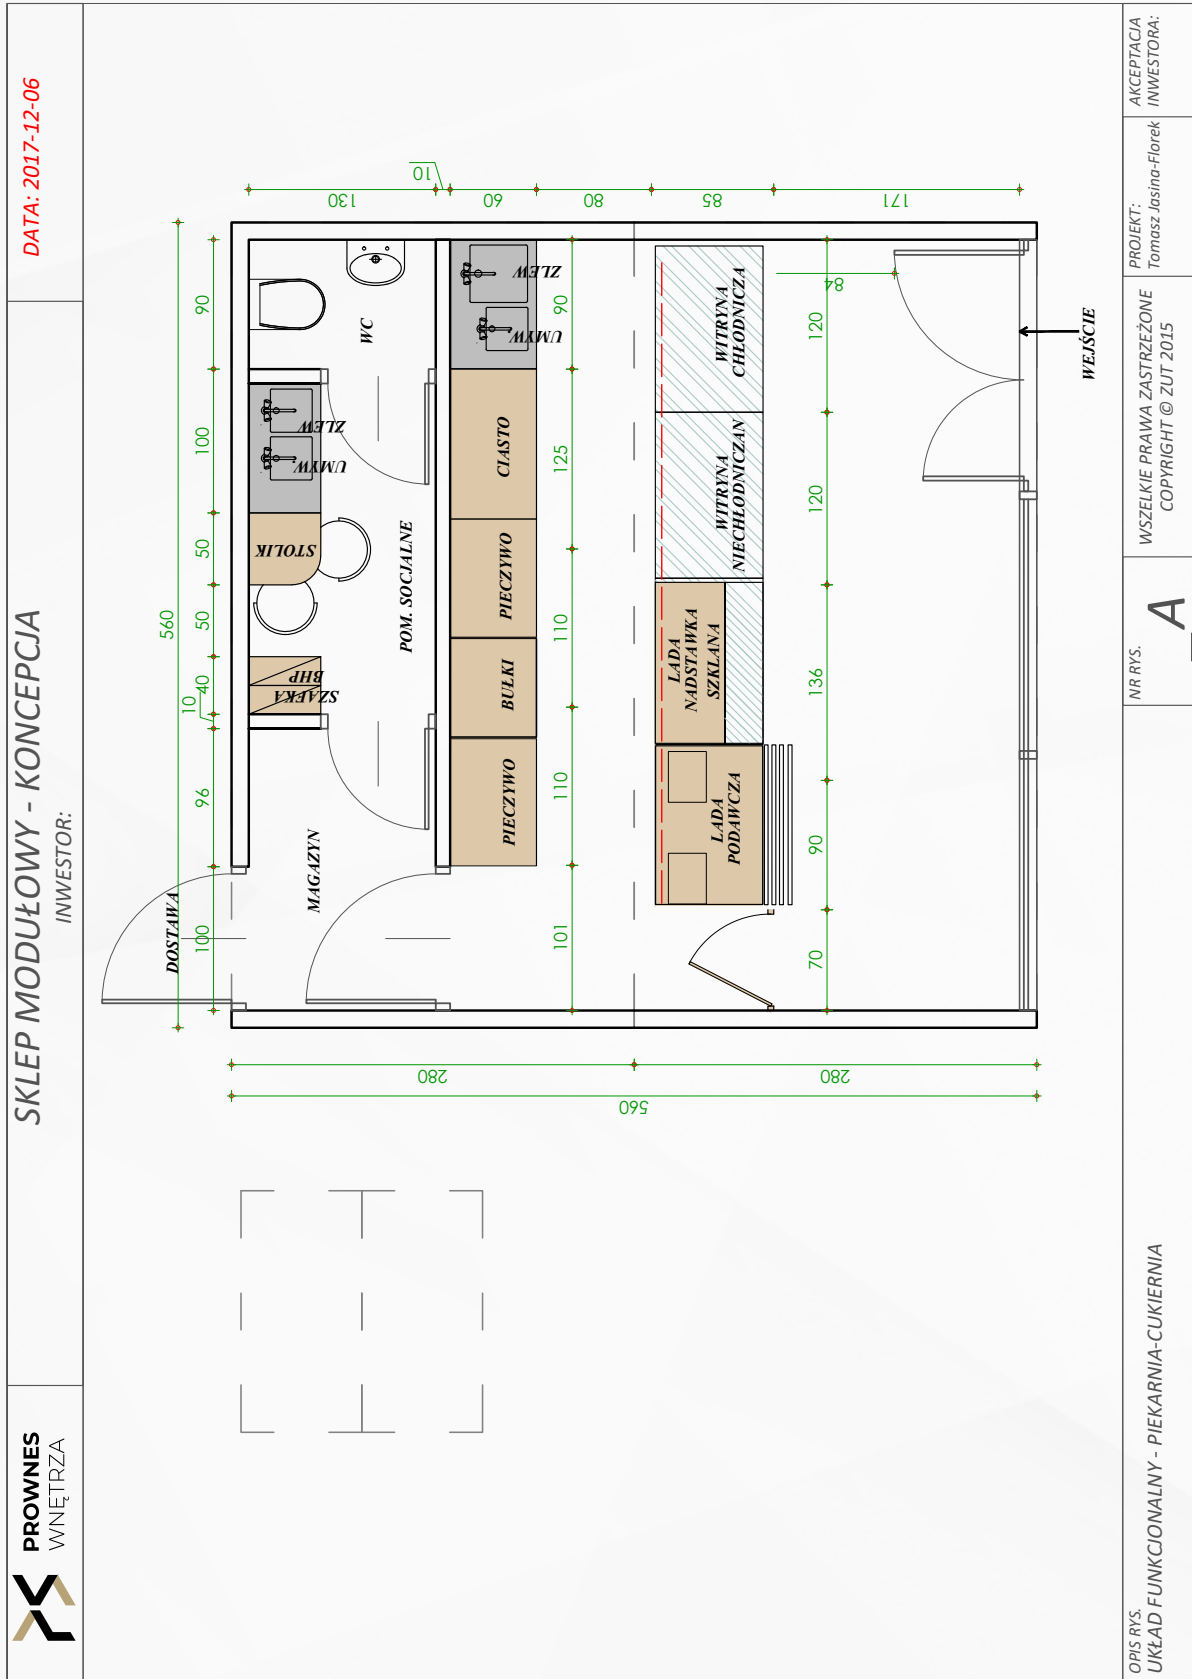 PROWNES
WNĘTRZA
SKLEP MODUŁOWY - KONCEPCJA
INWESTOR:
DATA: 2017-12-06
560
100
96
10
40
50
50
100
90
DOSTAWA
MAGAZYN
SZAFKA
BHP
STOLIK
UMYW.
ZLEW
WC
POM. SOCJALNE
PIECZYWO
BUŁKI
PIECZYWO
CIASTO
UMYW.
ZLEW
101
110
110
125
90
LADA
PODAWCZA
LADA
NADSTAWKA
SZKLANA
WITRYNA
NIECHŁODNICZAN
WITRYNA
CHŁODNICZA
70
90
136
120
120
84
WEJŚCIE
280
280
560
130
10
60
80
85
171
OPIS RYS.
UKŁAD FUNKCJONALNY - PIEKARNIA-CUKIERNIA
NR RYS.
_A
WSZELKIE PRAWA ZASTRZEŻONE
COPYRIGHT © ZUT 2015
PROJEKT:
Tomasz Jasina-Florek
AKCEPTACJA
INWESTORA: